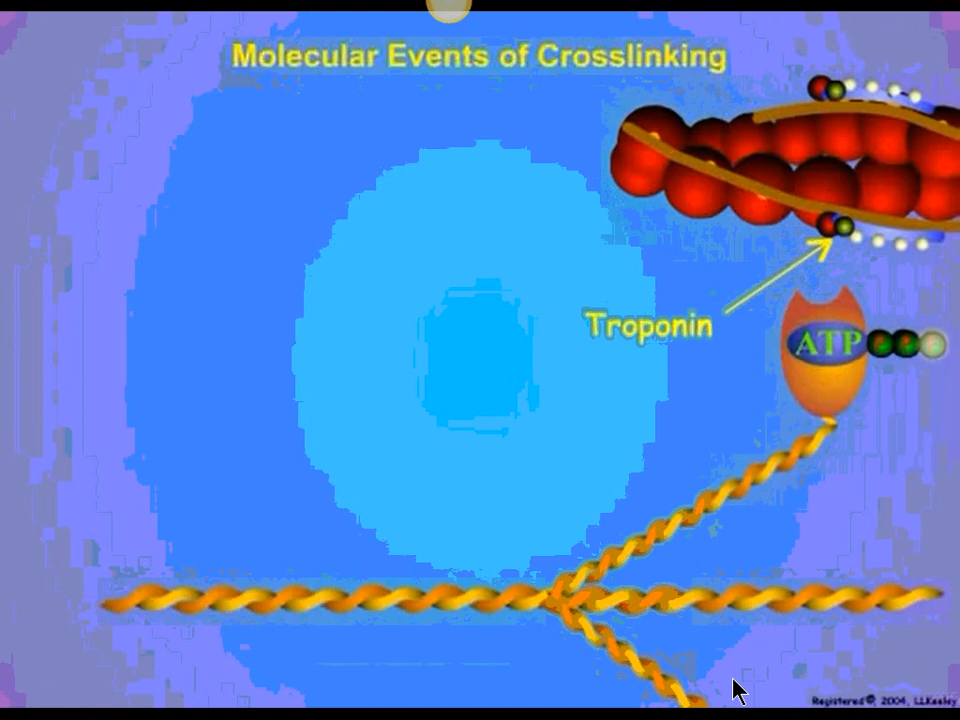 Molecular Events of Crosslinking
Troponin
ATP
Registered©, 2004, LLKeeley